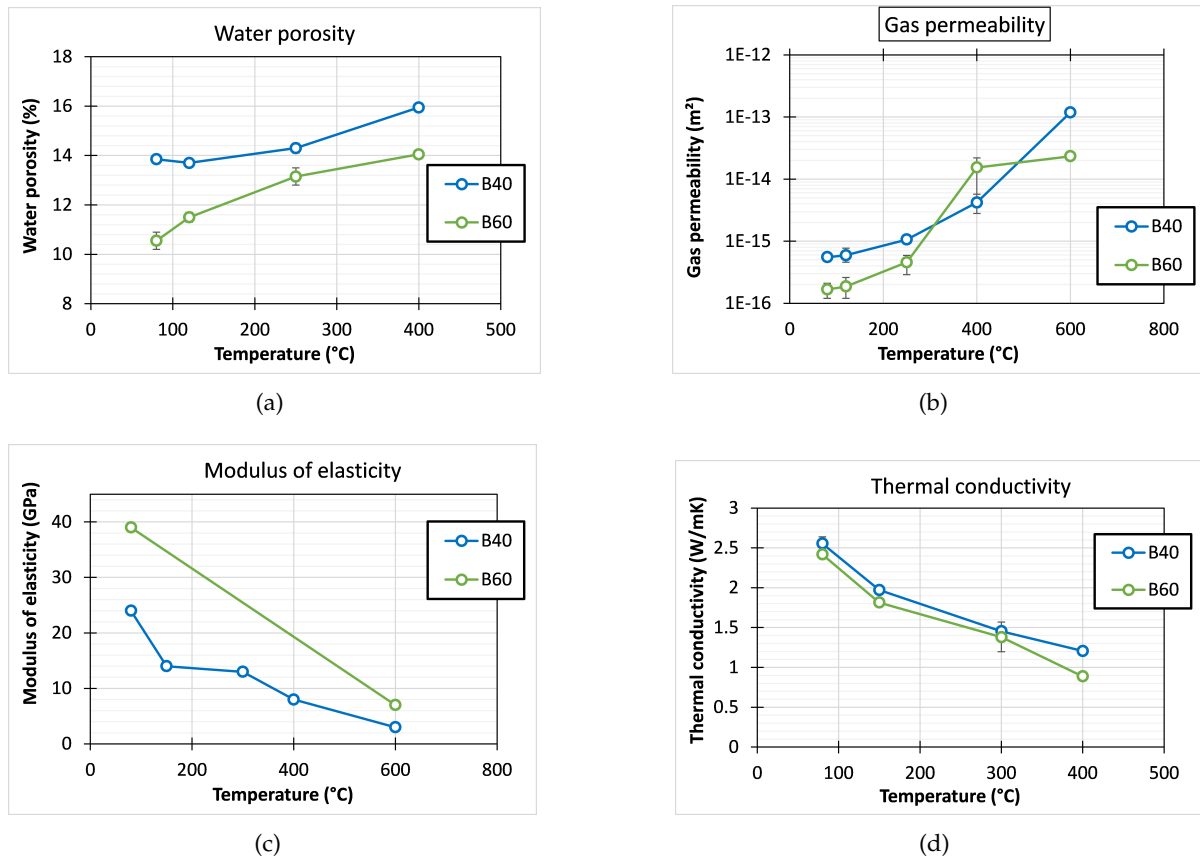 Water porosity
Water porosity (%)
18
16
14
12
10
8
0
100
200
300
400
500
Temperature (°C)
B40
B60
(a)
Gas permeability
Gas permeability (m²)
1E-12
1E-13
1E-14
1E-15
1E-16
0
200
400
600
800
Temperature (°C)
B40
B60
(b)
Modulus of elasticity
Modulus of elasticity (GPa)
40
30
20
10
0
0
200
400
600
800
Temperature (°C)
B40
B60
(c)
Thermal conductivity
Thermal conductivity (W/mK)
3
2.5
2
1.5
1
0.5
0
0
100
200
300
400
500
Temperature (°C)
B40
B60
(d)